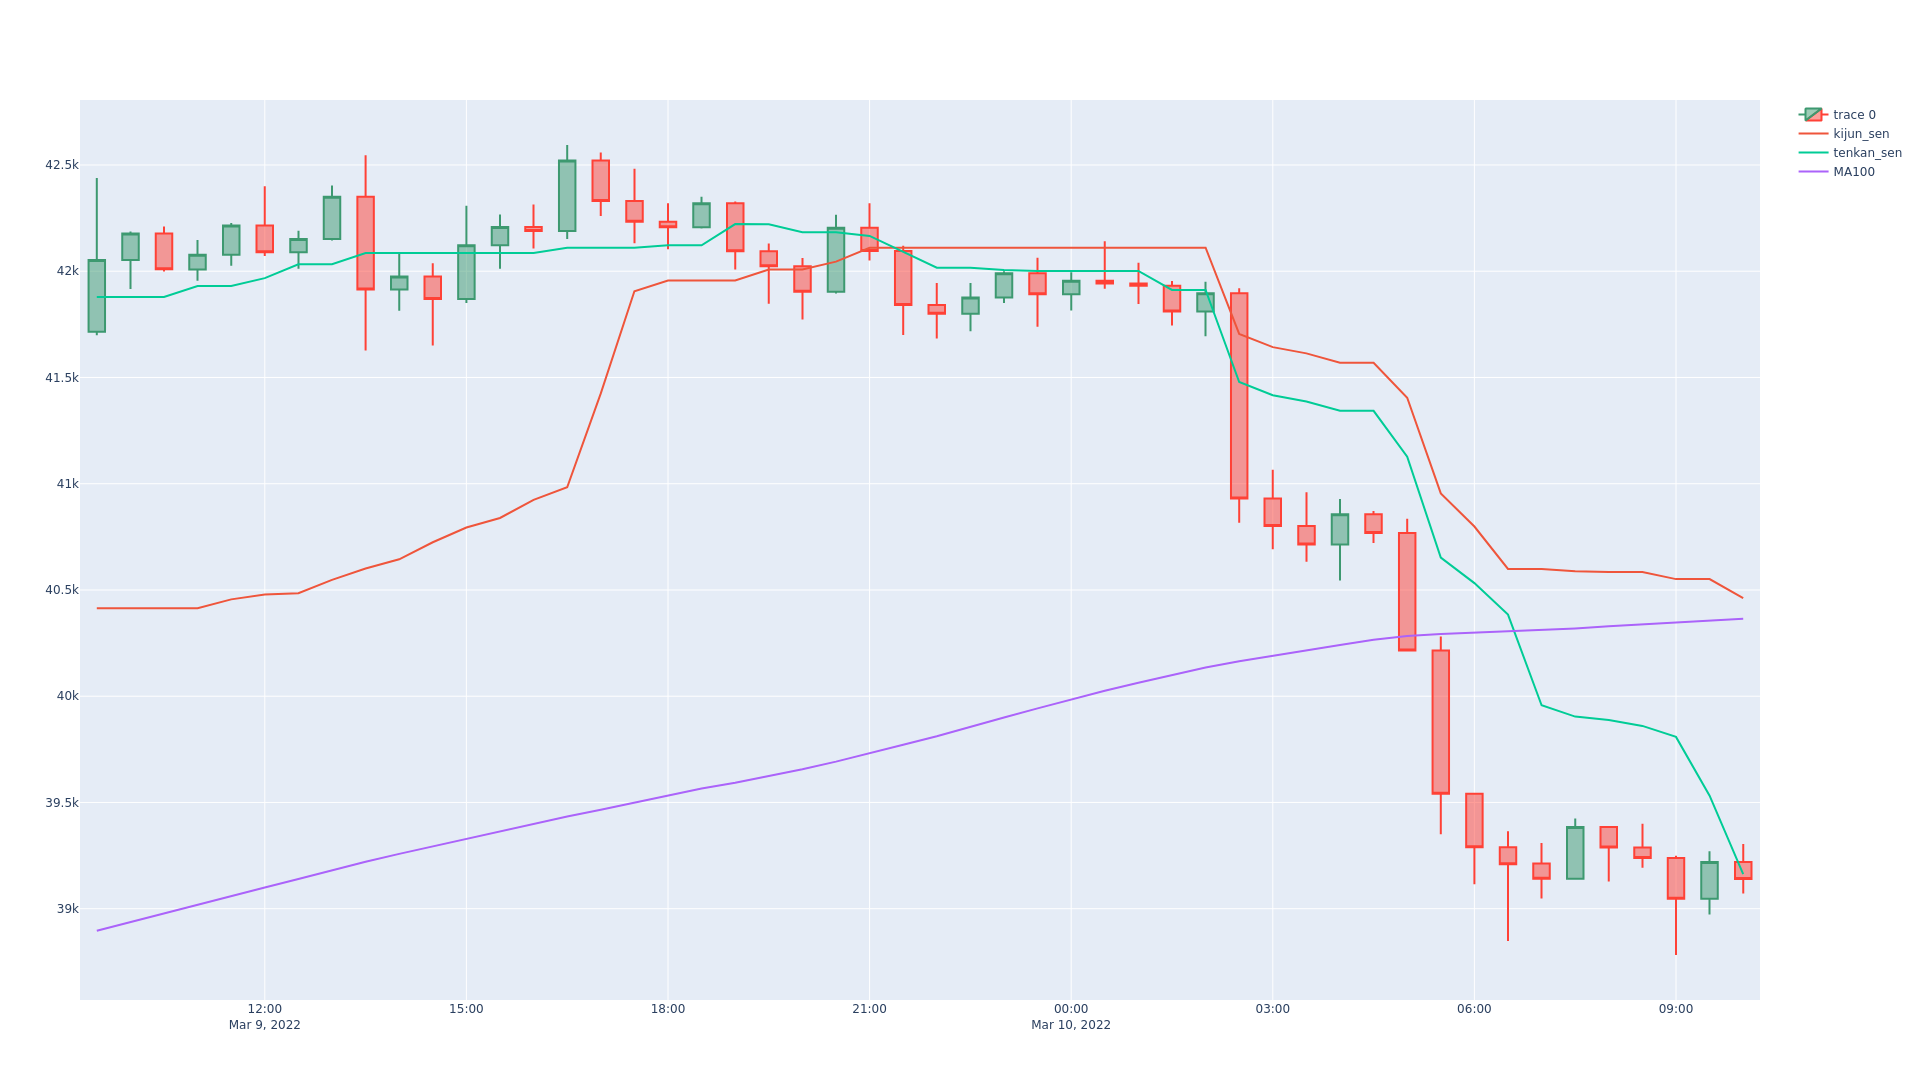 trace 0
kijun_sen
tenkan_sen
MA100
42.5k
42k
41.5k
41k
40.5k
40k
39.5k
39k
12:00 15:00 18:00 21:00 00:00 03:00 06:00 09:00
Mar 9, 2022 Mar 10, 2022